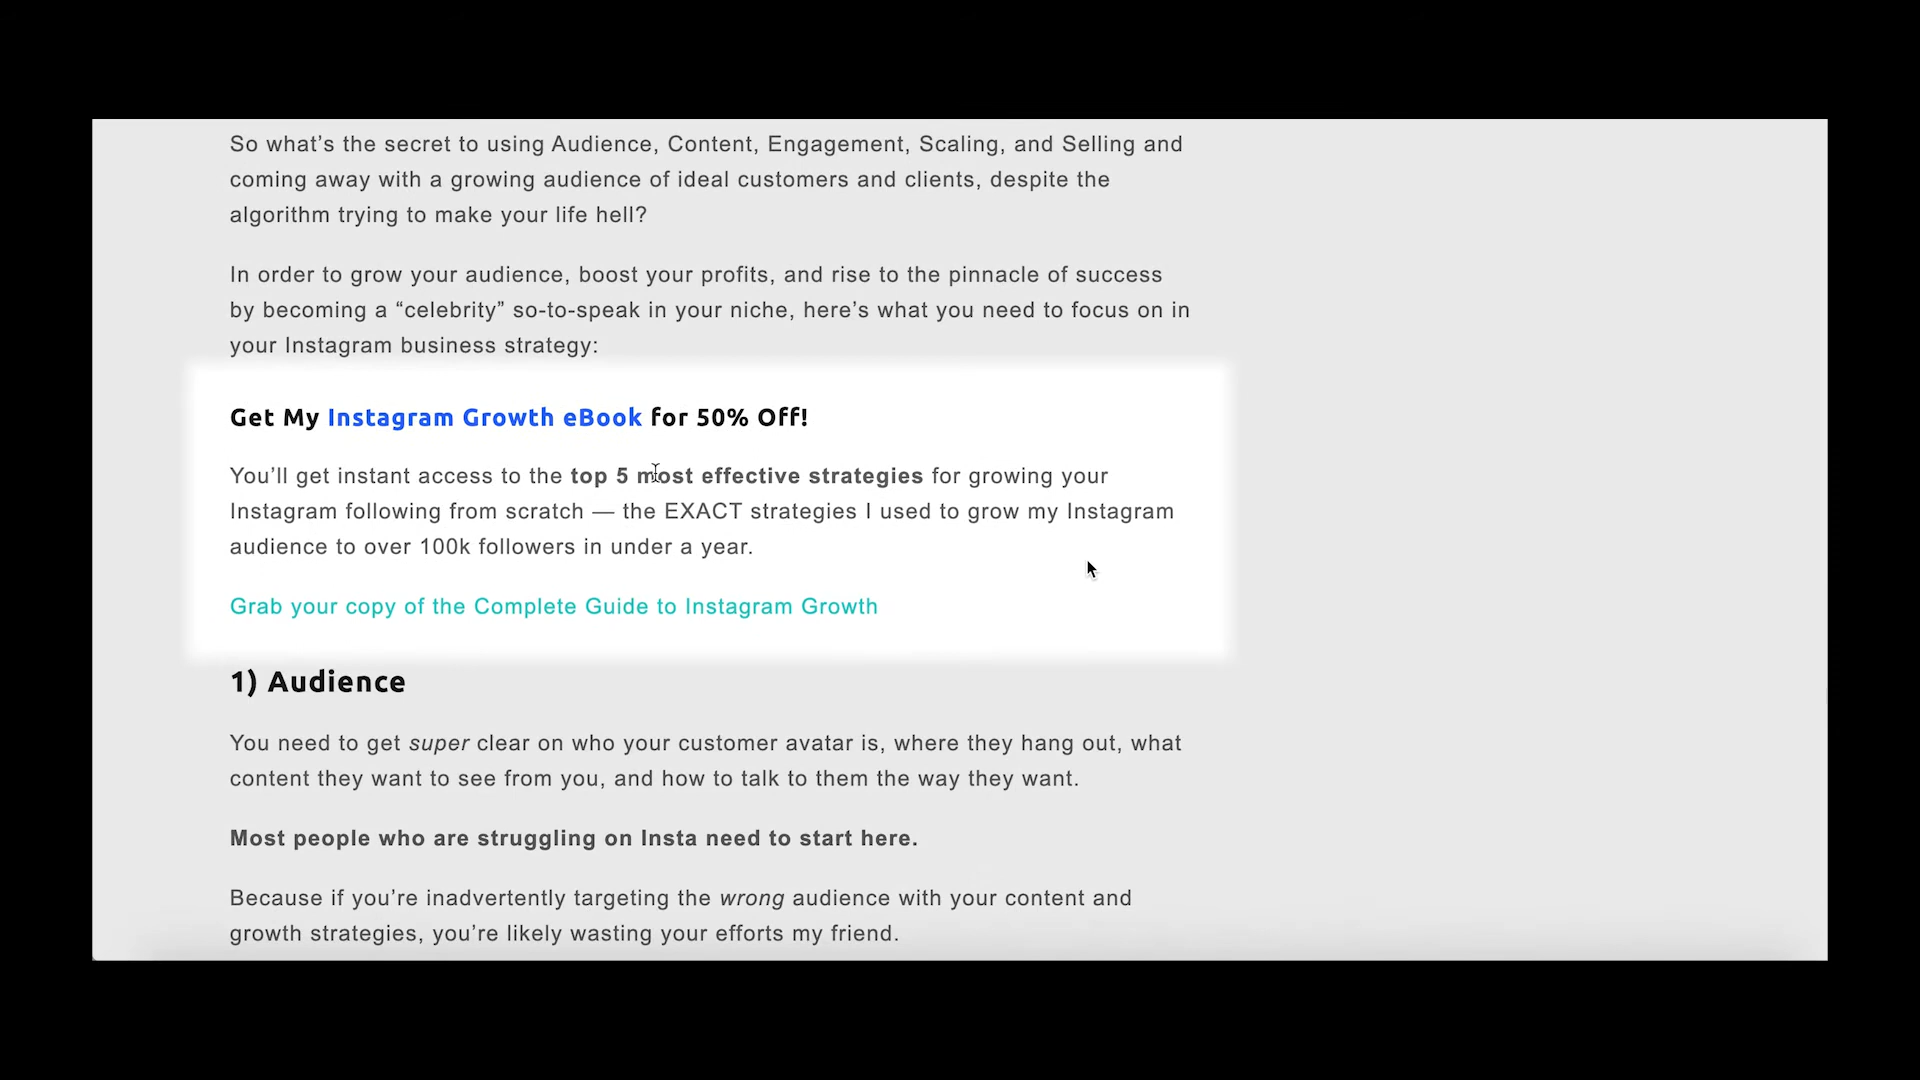 So what’s the secret to using Audience, Content, Engagement, Scaling, and Selling and
coming away with a growing audience of ideal customers and clients, despite the
algorithm trying to make your life hell?
In order to grow your audience, boost your profits, and rise to the pinnacle of success
by becoming a “celebrity” so-to-speak in your niche, here’s what you need to focus on in
your Instagram business strategy:
Get My Instagram Growth eBook for 50% Off!
You’ll get instant access to the top 5 most effective strategies for growing your
Instagram following from scratch — the EXACT strategies I used to grow my Instagram
audience to over 100k followers in under a year.
Grab your copy of the Complete Guide to Instagram Growth
1) Audience
You need to get super clear on who your customer avatar is, where they hang out, what
content they want to see from you, and how to talk to them the way they want.
Most people who are struggling on Insta need to start here.
Because if you’re inadvertently targeting the wrong audience with your content and
growth strategies, you’re likely wasting your efforts my friend.